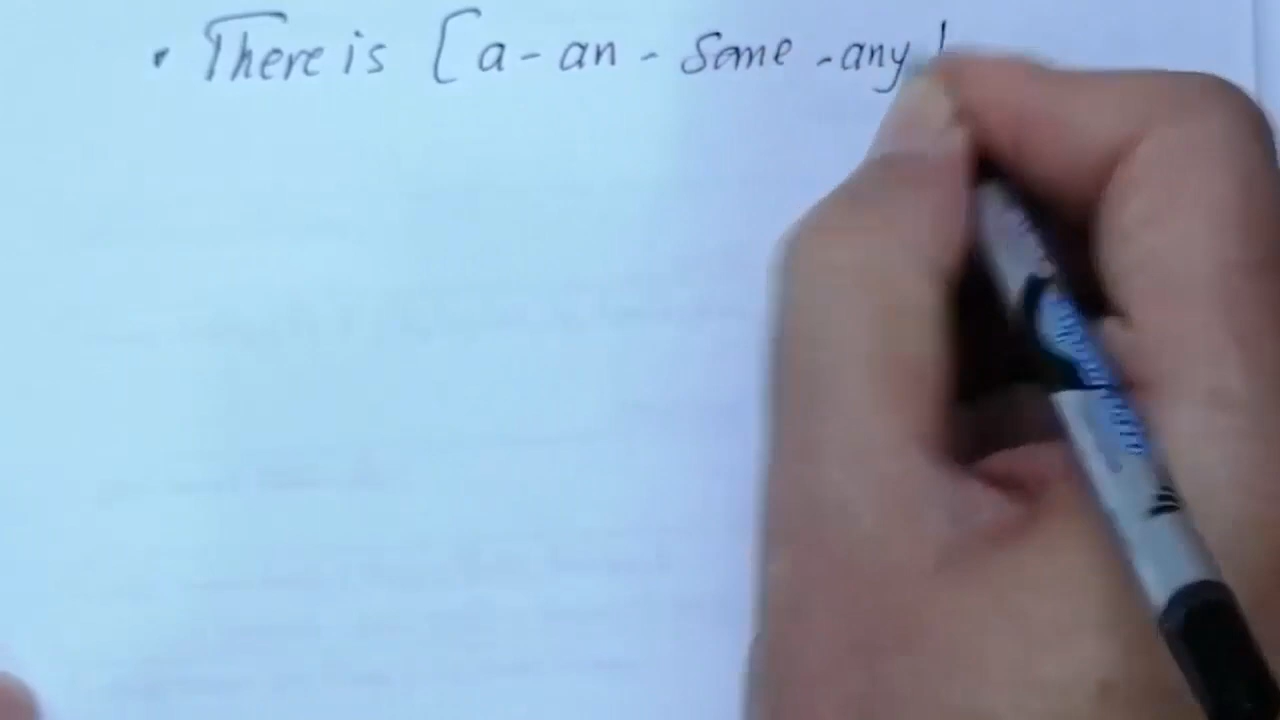 • There is [a - an - some - any